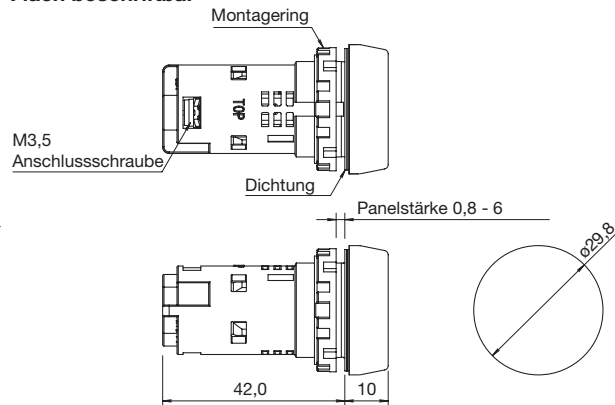 Flach beschriftbar
Montagering
TOP
M3,5
Anschlussschraube
Dichtung
Panelstärke 0,8 - 6
ø29,8
42,0
10